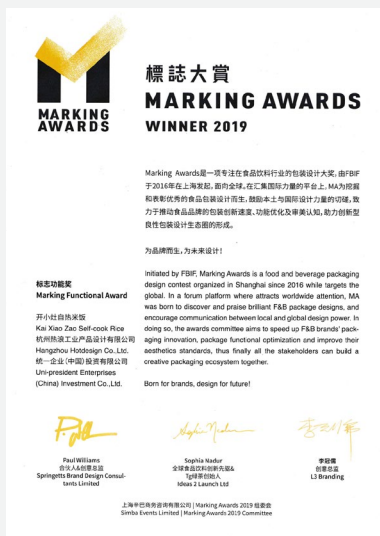 MARKING
AWARDS
標誌大賞
MARKING AWARDS
WINNER 2019
Marking Awards是一项专注在食品饮料行业的包装设计大奖,由FBIF
于2016年在上海发起,面向全球。在汇集国际力量的平台上,MA为挖掘
和表彰优秀的食品包装设计而生,鼓励本土与国际设计力量的切磋,致
力于推动食品品牌的包装创新速度、功能优化及审美认知,助力创新型
良性包装设计生态圈的形成。
为品牌而生,为未来设计!
标志功能奖
Marking Functional Award
开小灶自热米饭
Kai Xiao Zao Self-cook Rice
杭州热浪工业产品设计有限公司
Hangzhou Hotdesign Co.,Ltd.
统一企业(中国)投资有限公司
Uni-president Enterprises
(China) Investment Co.,Ltd.
Initiated by FBIF, Marking Awards is a food and beverage packaging
design contest organized in Shanghai since 2016 while targets the
global. In a forum platform where attracts worldwide attention, MA
was born to discover and praise brilliant F&B package designs, and
encourage communication between local and global design power. In
doing so, the awards committee aims to speed up F&B brands' pack-
aging innovation, package functional optimization and improve their
aesthetics standards, thus finally all the stakeholders can build a
creative packaging ecosystem together.
Born for brands, design for future!
Paul Williams
合伙人&创意总监
Springetts Brand Design Consul-
tants Limited
Sophia Nadur
全球食品饮料创新先驱&
Tg绿茶创始人
Ideas 2 Launch Ltd
李冠儒
创意总监
L3 Branding
上海辛巴商务咨询有限公司 | Marking Awards 2019 组委会
Simba Events Limited | Marking Awards 2019 Committee